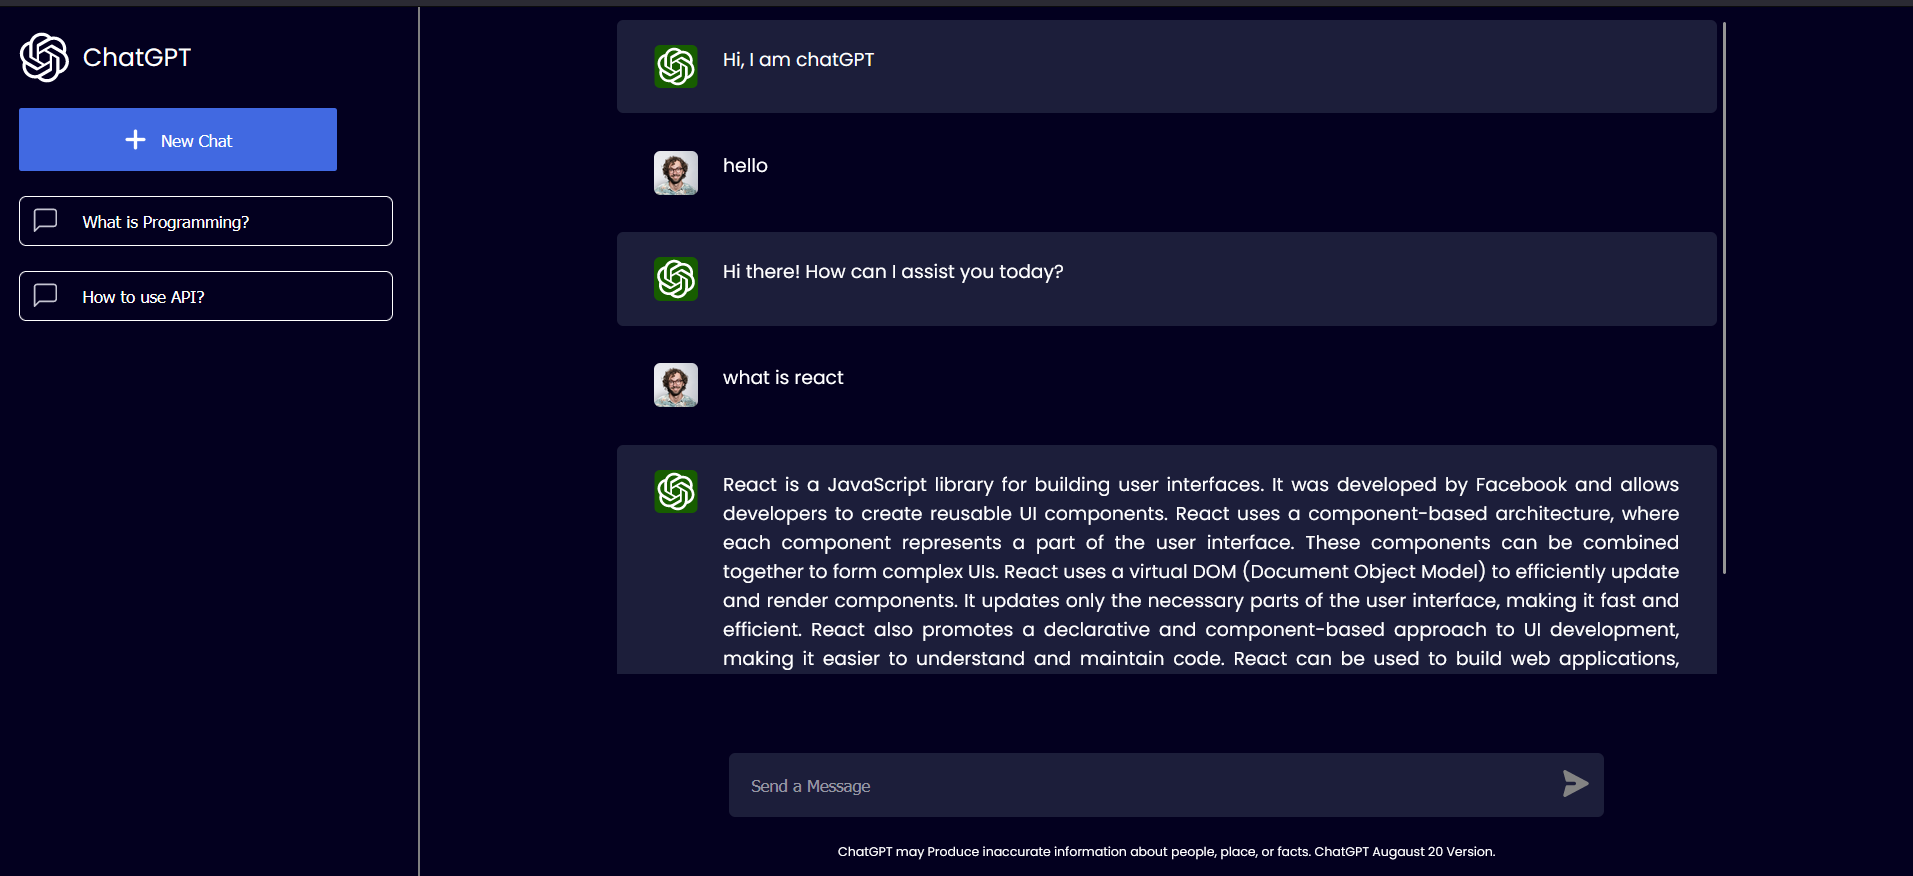 ChatGPT
New Chat
What is Programming?
How to use API?
Hi, I am chatGPT
hello
Hi there! How can I assist you today?
what is react
React is a JavaScript library for building user interfaces. It was developed by Facebook and allows
developers to create reusable UI components. React uses a component-based architecture, where
each component represents a part of the user interface. These components can be combined
together to form complex UIs. React uses a virtual DOM (Document Object Model) to efficiently update
and render components. It updates only the necessary parts of the user interface, making it fast and
efficient. React also promotes a declarative and component-based approach to UI development,
making it easier to understand and maintain code. React can be used to build web applications,
Send a Message
ChatGPT may Produce inaccurate information about people, place, or facts. ChatGPT Augaust 20 Version.